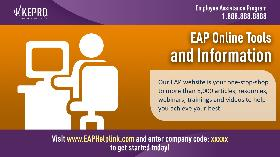 KEPRO
Employee Assistance Program
1.888.888.8888
EAP Online Tools
and Information
Our EAP website is your one-stop-shop
to more than 5,000 articles, resources,
webinars, trainings and videos to help
you achieve your best.
Visit www.EAPHelplink.com and enter company code: xxxxx
to get started today!